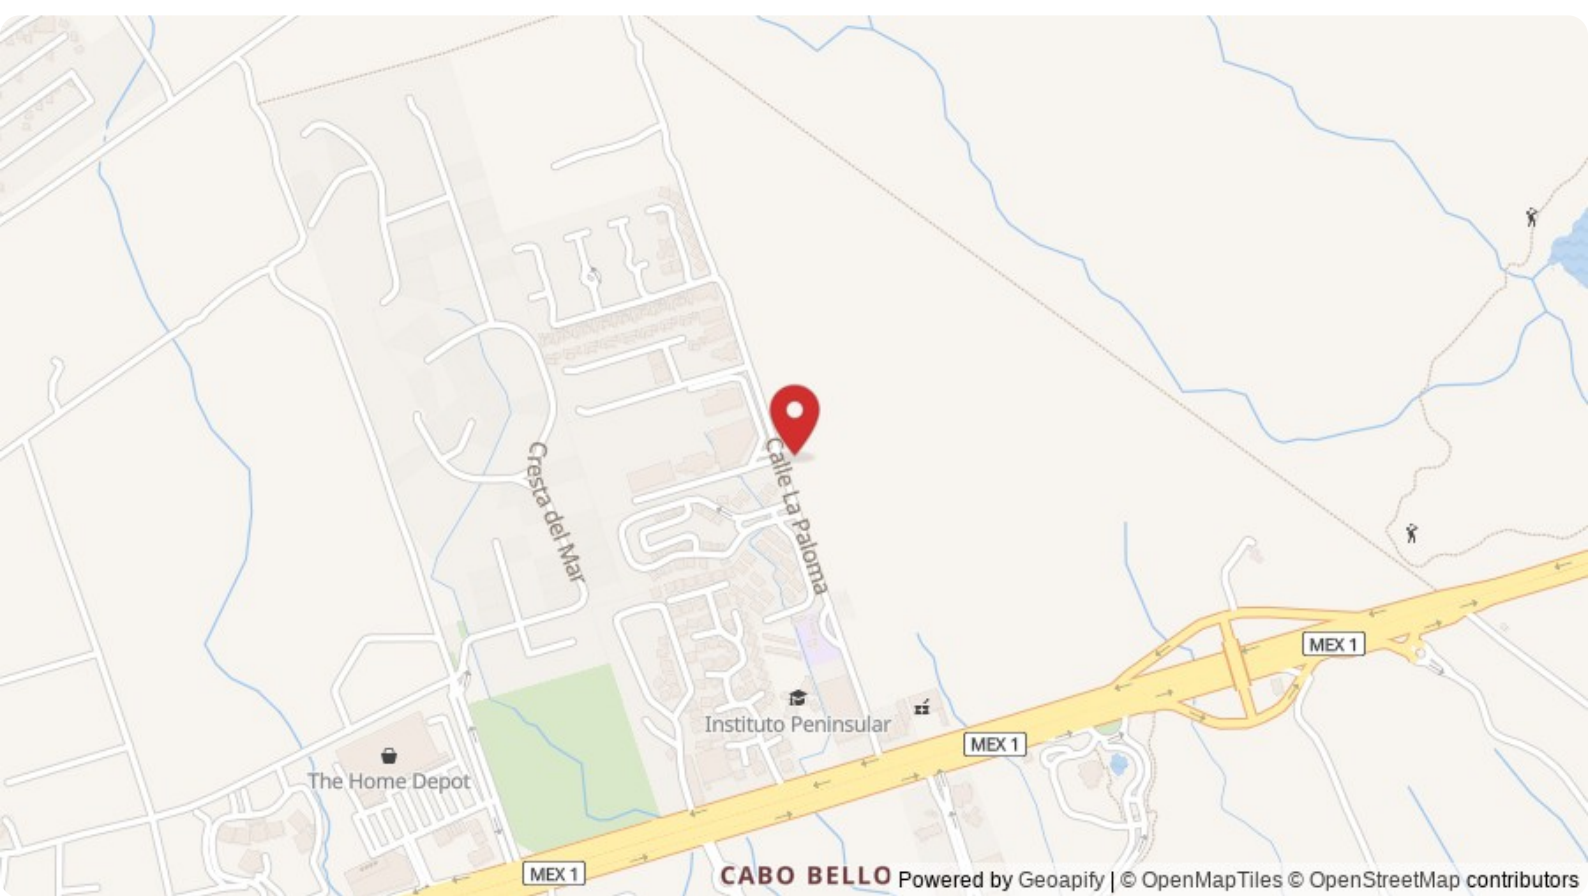 Cresta del Mar
Calle La Paloma
MEX 1
Instituto Peninsular
MEX 1
The Home Depot
MEX 1
CABO BELLO
Powered by Geoapify | © OpenMapTiles © OpenStreetMap contributors